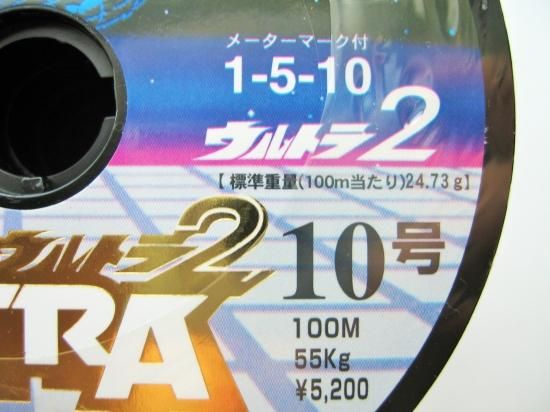 メーターマーク付
1-5-10
ウルトラ2
【標準重量(100m当たり)24.73g】
ウルトラ2
10号
TRA
100M
55Kg
¥5,200